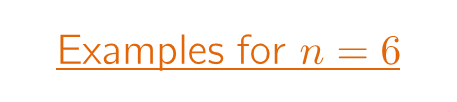 Examples for n = 6